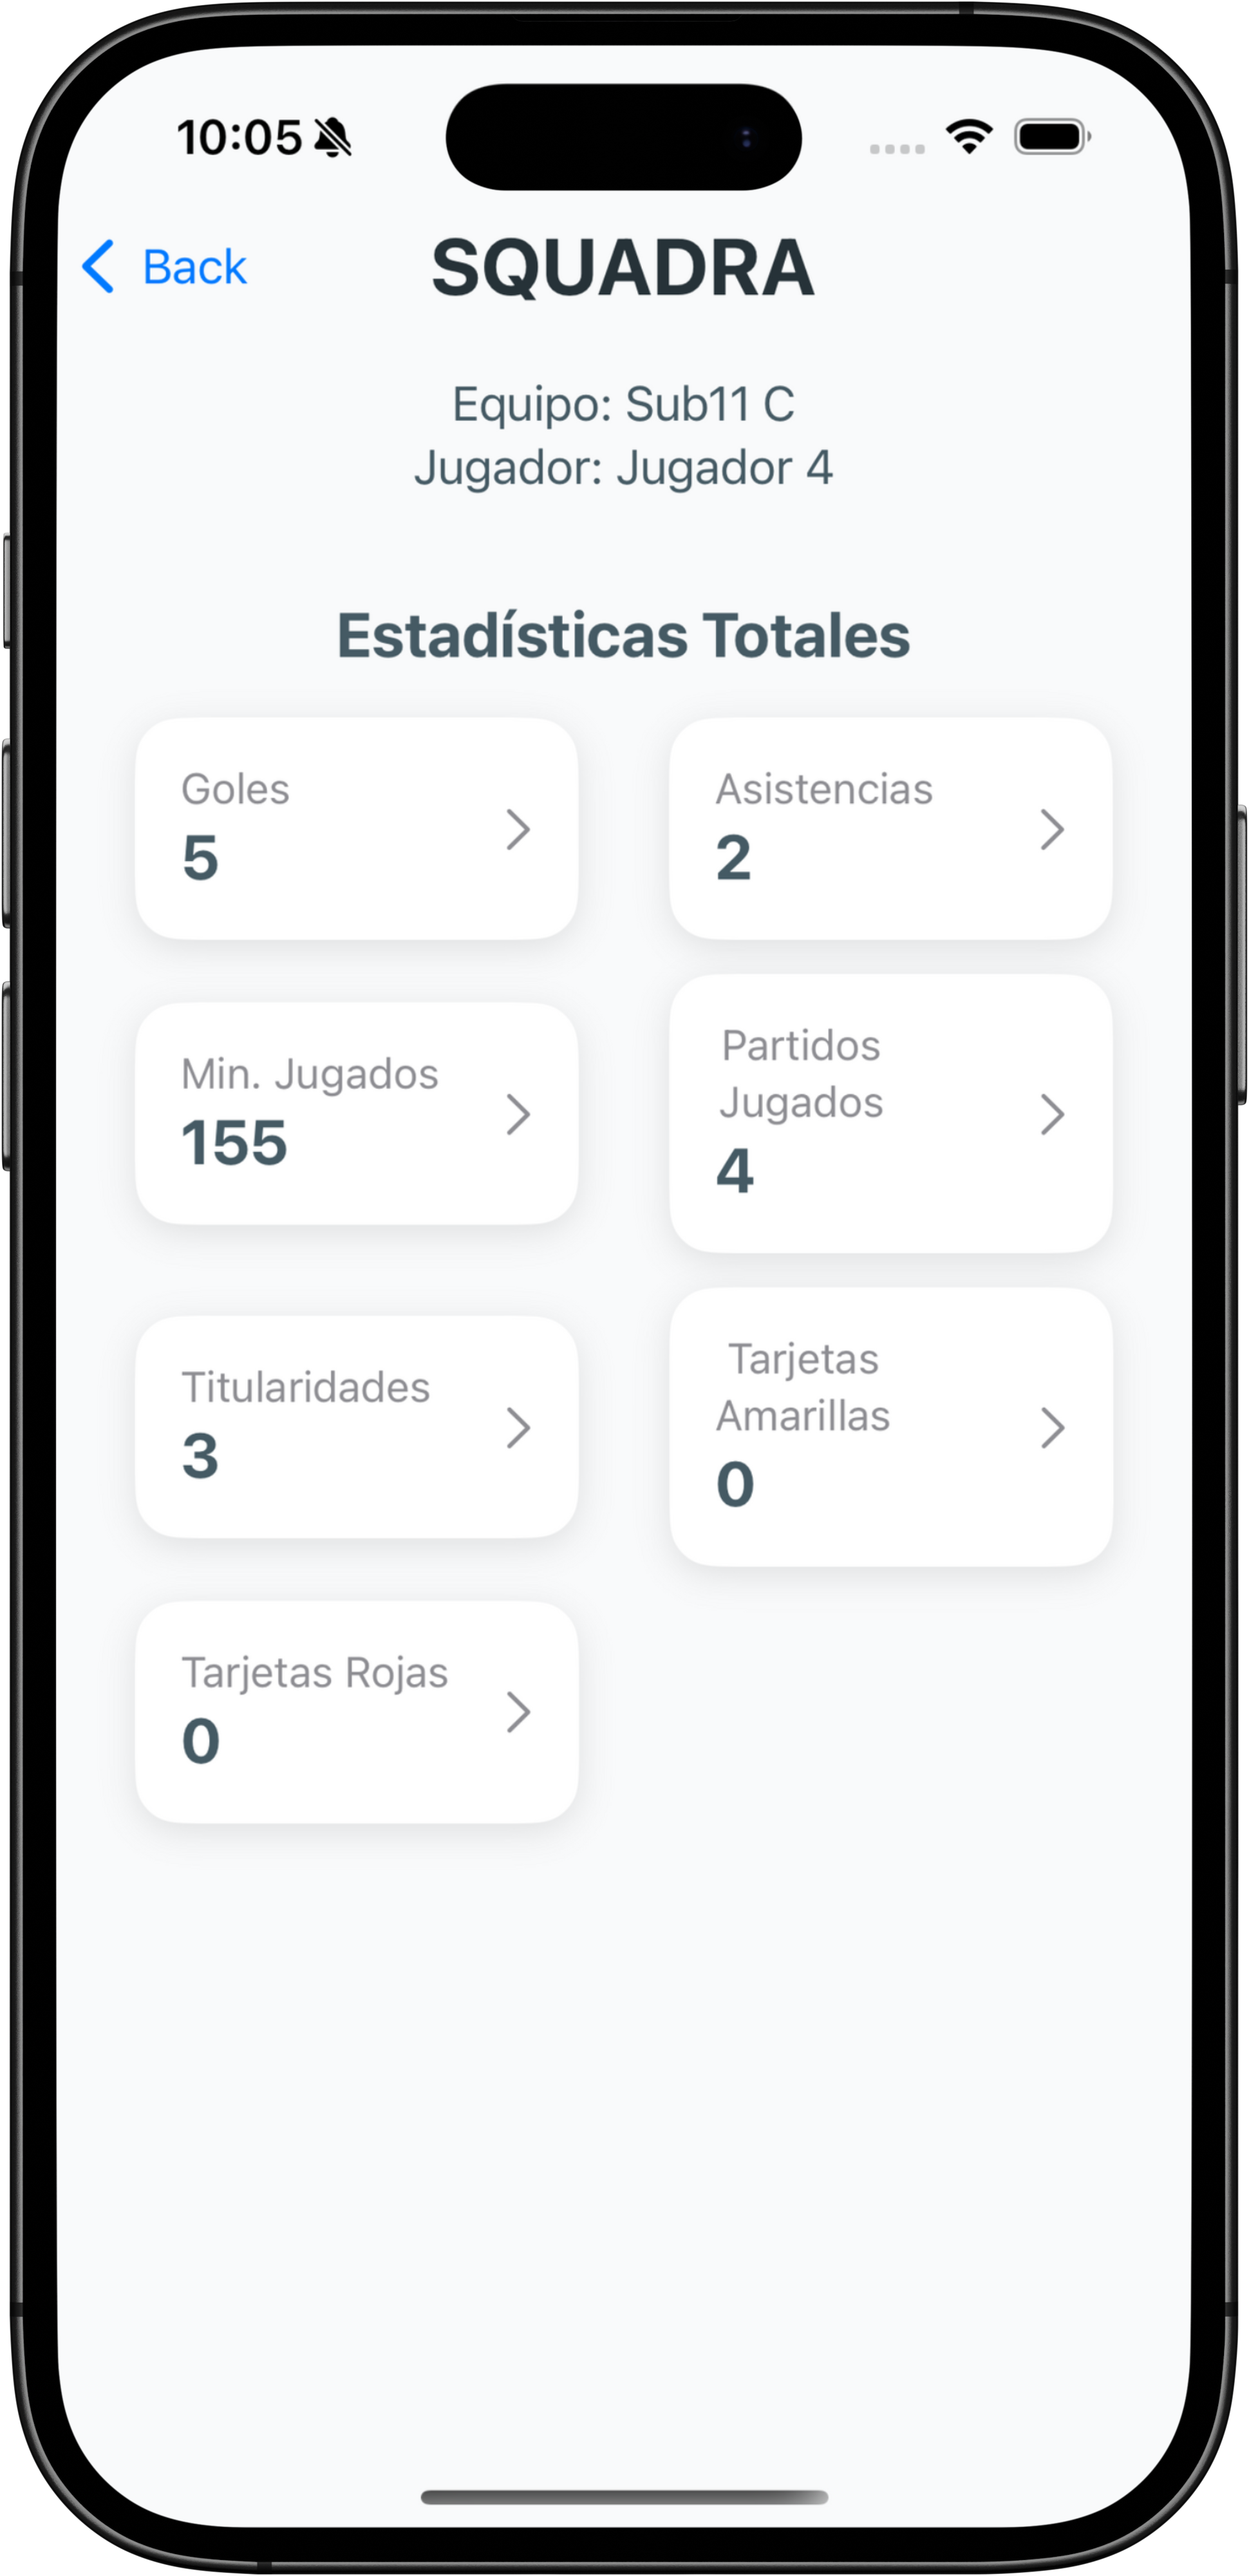 10:05
Back
SQUADRA
Equipo: Sub11 C
Jugador: Jugador 4
Estadísticas Totales
Goles
5
Asistencias
2
Min. Jugados
155
Partidos
Jugados
4
Titularidades
3
Tarjetas
Amarillas
0
Tarjetas Rojas
0